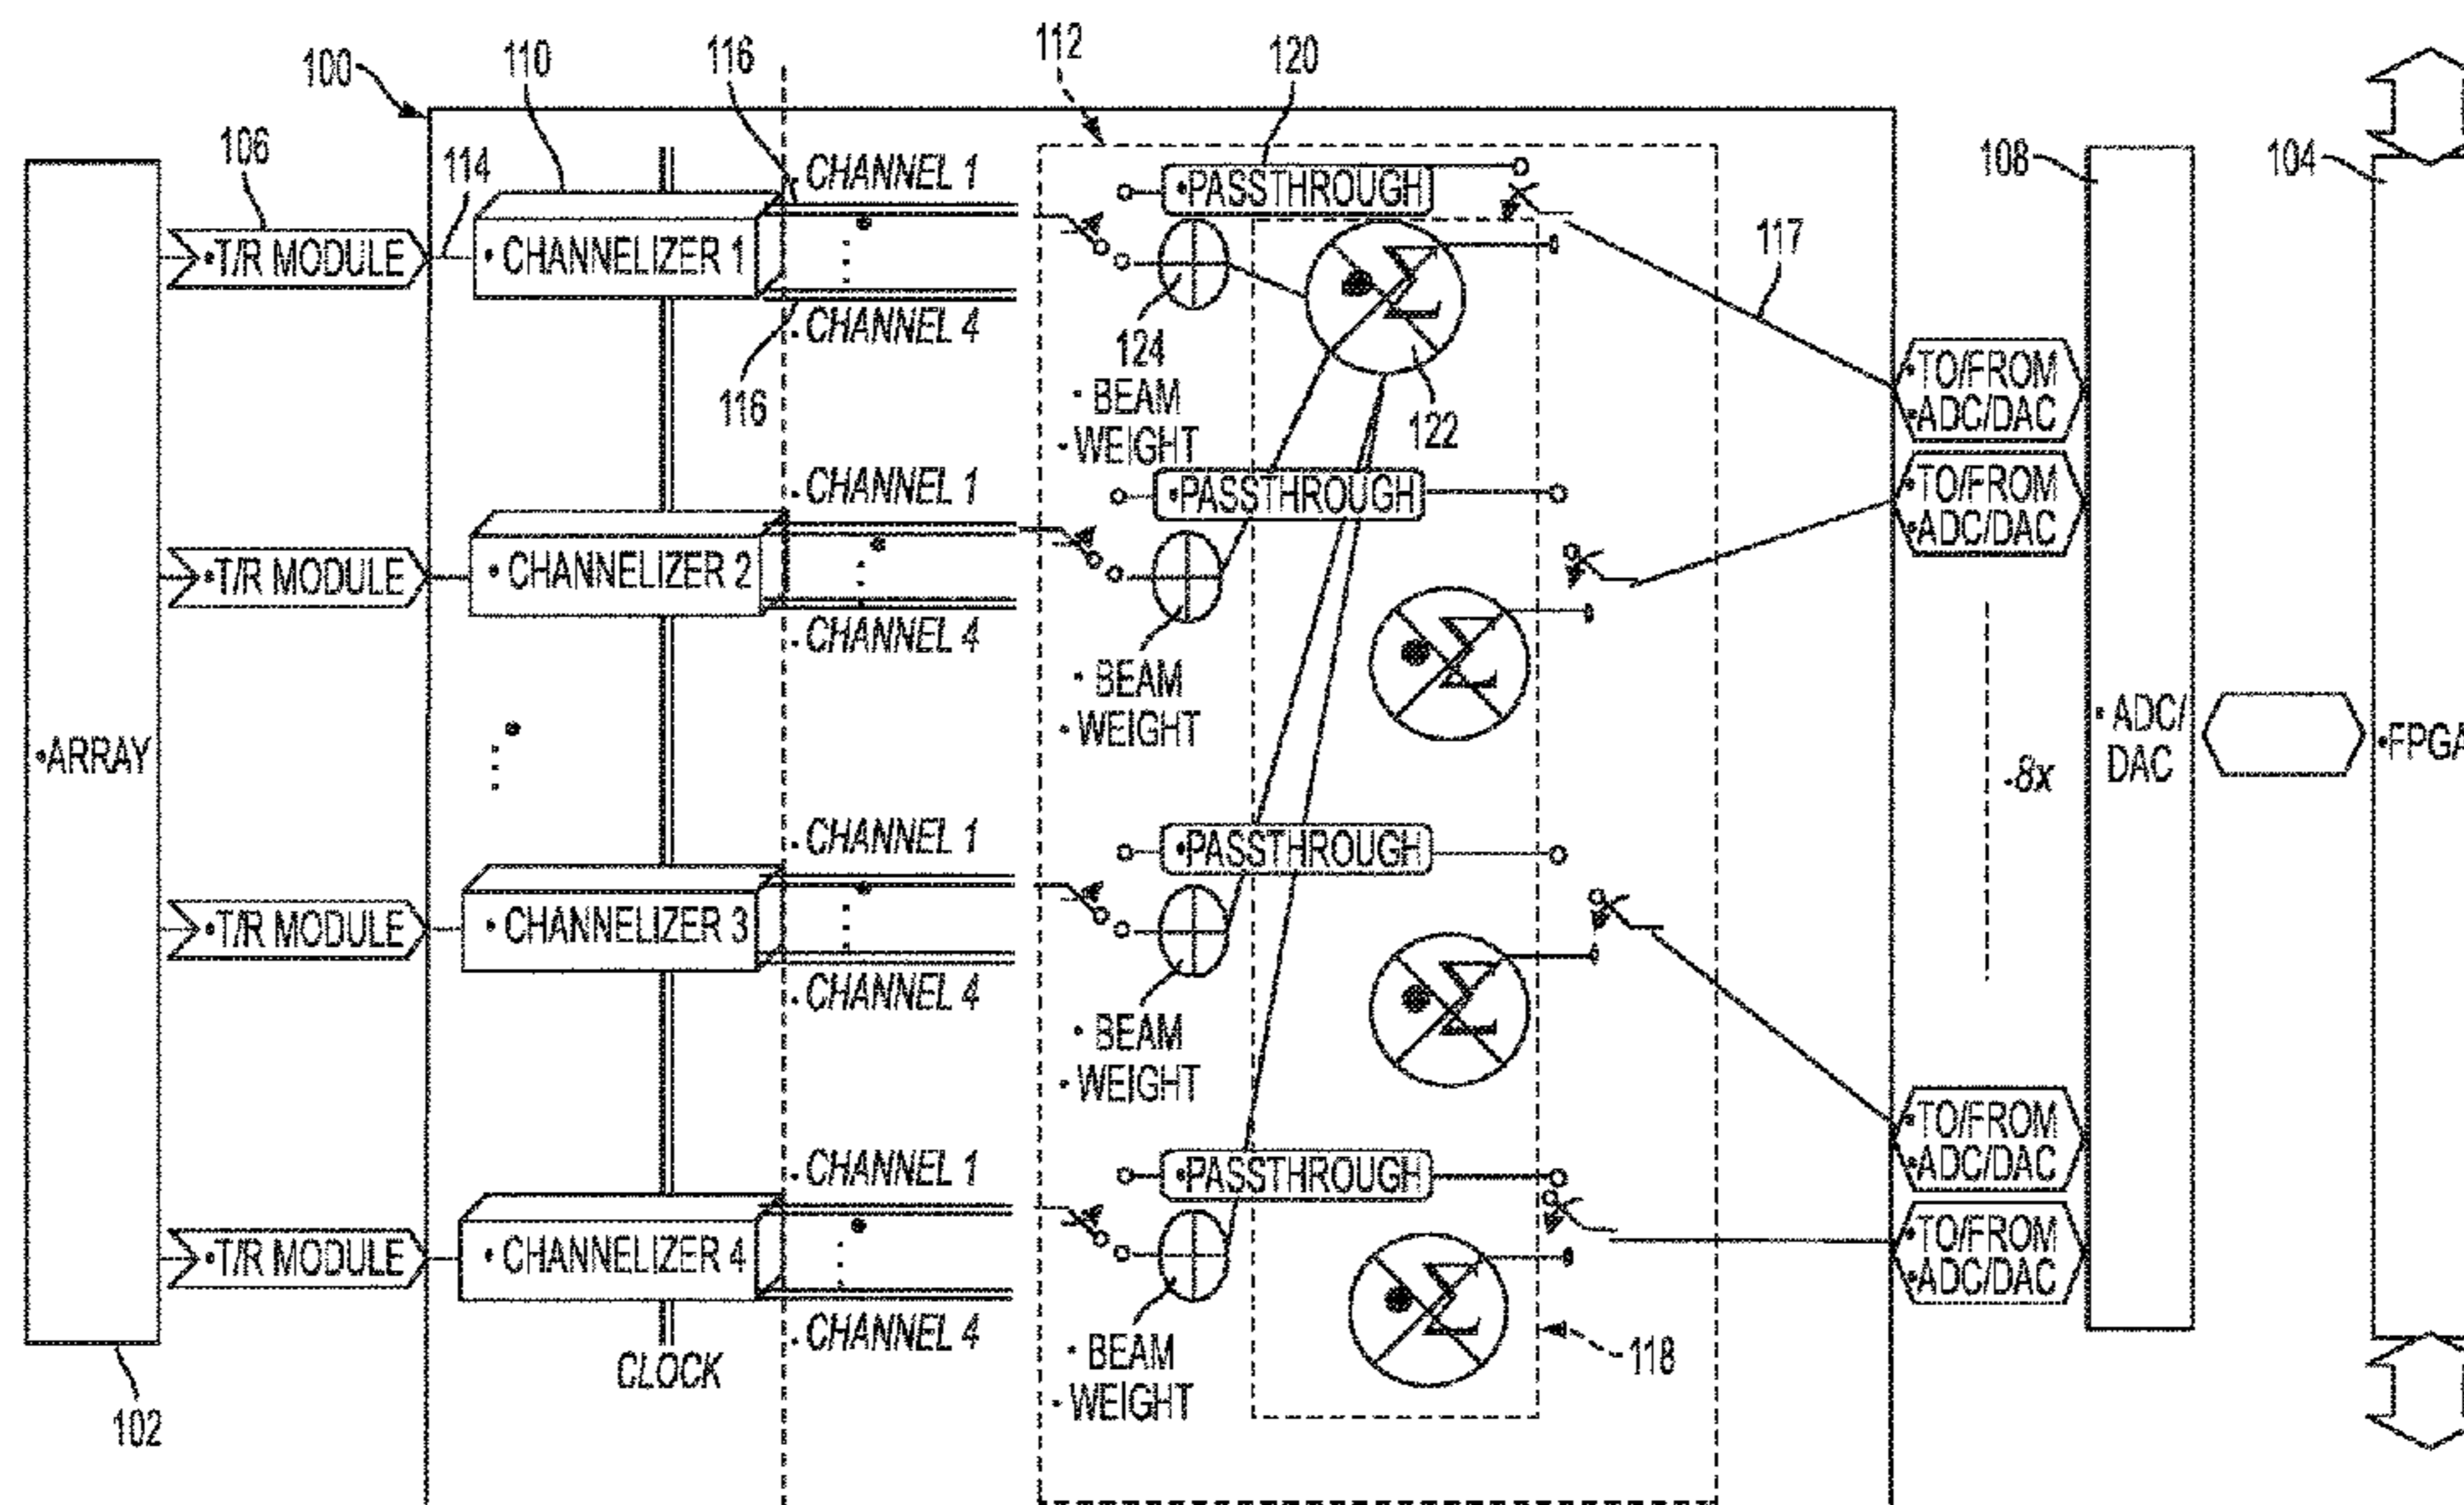 100
110
116
112
120
106
114
108
104
• CHANNEL 1
•PASSTHROUGH
•T/R MODULE
• CHANNELIZER 1
117
• CHANNEL 4
124
116
122
• BEAM
• WEIGHT
•TO/FROM
•ADC/DAC
• CHANNEL 1
•PASSTHROUGH
•TO/FROM
•ADC/DAC
•T/R MODULE
• CHANNELIZER 2
• CHANNEL 4
• BEAM
• WEIGHT
•ARRAY
• ADC/
DAC
•FPGA
-8x
• CHANNEL 1
•PASSTHROUGH
•T/R MODULE
• CHANNELIZER 3
• CHANNEL 4
• BEAM
• WEIGHT
•TO/FROM
•ADC/DAC
• CHANNEL 1
•PASSTHROUGH
•T/R MODULE
• CHANNELIZER 4
•TO/FROM
•ADC/DAC
• CHANNEL 4
Σ
Σ
Σ
Σ
• BEAM
• WEIGHT
118
CLOCK
102